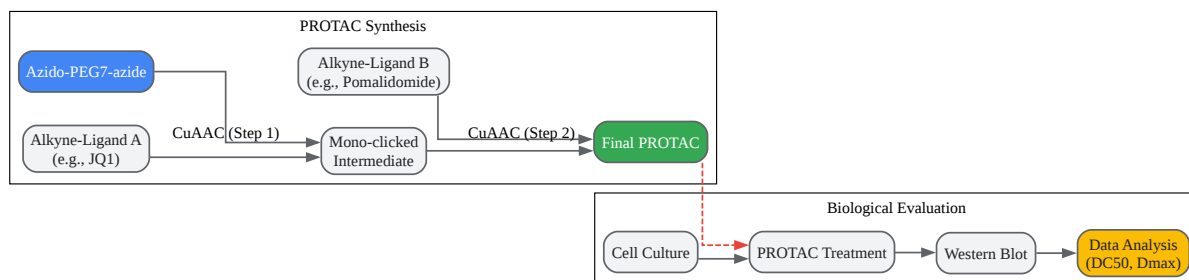 PROTAC Synthesis
Azido-PEG7-azide
Alkyne-Ligand B
(e.g., Pomalidomide)
Alkyne-Ligand A
(e.g., JQ1)
CuAAC (Step 1)
Mono-clicked
Intermediate
CuAAC (Step 2)
Final PROTAC
Biological Evaluation
Cell Culture
PROTAC Treatment
Western Blot
Data Analysis
(DC50, Dmax)